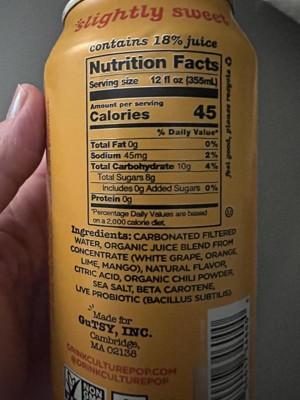 slightly sweet
contains 18% juice
Nutrition Facts
Serving size 12 fl oz (355mL)
Amount per serving
Calories 45
% Daily Value*
Total Fat 0g 0%
Sodium 45mg 2%
Total Carbohydrate 10g 4%
Total Sugars 8g
Includes 0g Added Sugars 0%
Protein 0g
*Percentage Daily Values are based
on a 2,000 calorie diet.
feel good, please recycle
Ingredients: CARBONATED FILTERED
WATER, ORGANIC JUICE BLEND FROM
CONCENTRATE (WHITE GRAPE, ORANGE,
LIME, MANGO), NATURAL FLAVOR,
CITRIC ACID, ORGANIC CHILI POWDER,
SEA SALT, BETA CAROTENE,
LIVE PROBIOTIC (BACILLUS SUBTILIS).
Made for
GUTSY, INC.
Cambridge,
MA 02138
DRINKCULTUREPOP.COM
@DRINKCULTUREPOP
NON